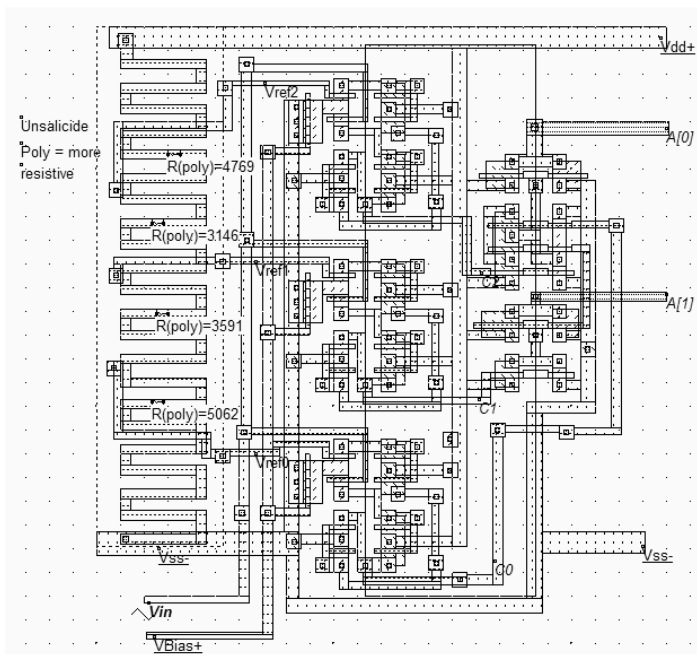 Vdd+
Vref2
Unsalicide
Poly = more
resistive
A[0]
R(poly)=4769
R(poly)=3146
Vref1
C2
A[1]
R(poly)=3591
R(poly)=5062
C1
Vref0
Vss-
Vss-
C0
Vin
VBias+